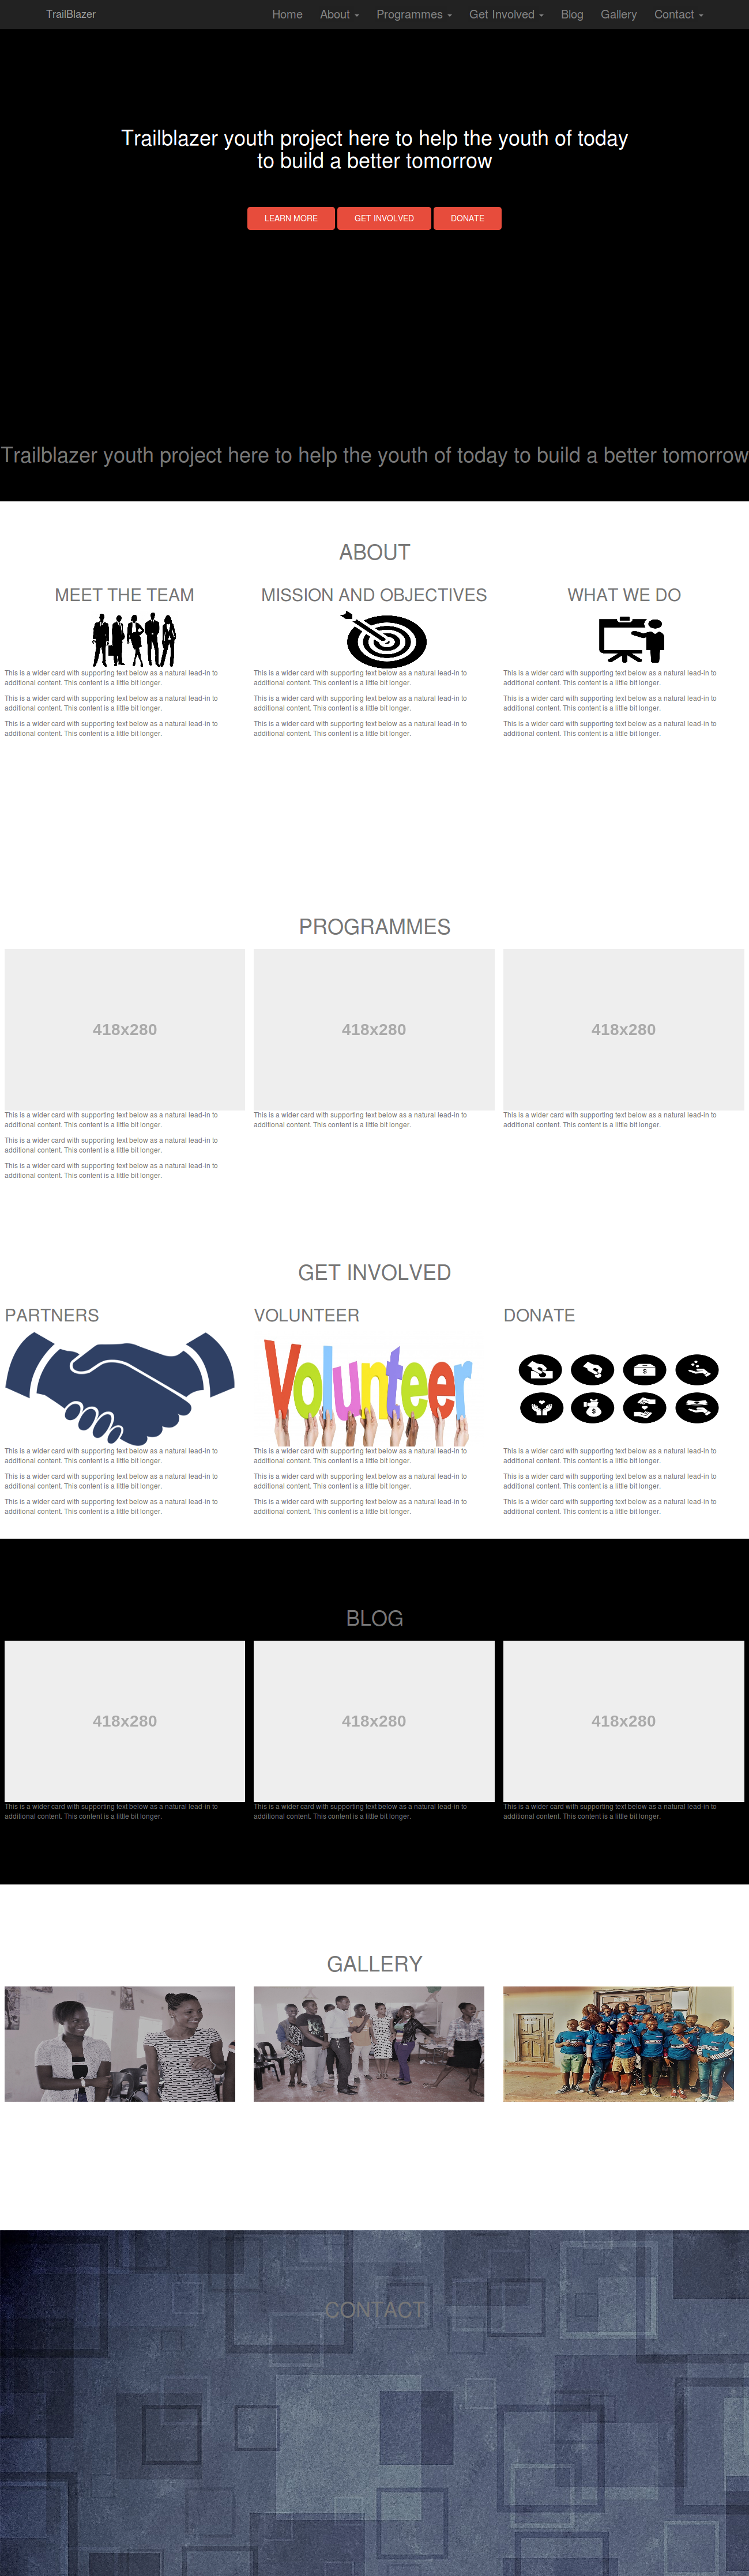 TrailBlazer
Home About Programmes Get Involved Blog Gallery Contact
Trailblazer youth project here to help the youth of today
to build a better tomorrow
LEARN MORE GET INVOLVED DONATE
Trailblazer youth project here to help the youth of today to build a better tomorrow
ABOUT
MEET THE TEAM
This is a wider card with supporting text below as a natural lead-in to
additional content. This content is a little bit longer.
This is a wider card with supporting text below as a natural lead-in to
additional content. This content is a little bit longer.
This is a wider card with supporting text below as a natural lead-in to
additional content. This content is a little bit longer.
MISSION AND OBJECTIVES
This is a wider card with supporting text below as a natural lead-in to
additional content. This content is a little bit longer.
This is a wider card with supporting text below as a natural lead-in to
additional content. This content is a little bit longer.
This is a wider card with supporting text below as a natural lead-in to
additional content. This content is a little bit longer.
WHAT WE DO
This is a wider card with supporting text below as a natural lead-in to
additional content. This content is a little bit longer.
This is a wider card with supporting text below as a natural lead-in to
additional content. This content is a little bit longer.
This is a wider card with supporting text below as a natural lead-in to
additional content. This content is a little bit longer.
PROGRAMMES
418x280
This is a wider card with supporting text below as a natural lead-in to
additional content. This content is a little bit longer.
This is a wider card with supporting text below as a natural lead-in to
additional content. This content is a little bit longer.
This is a wider card with supporting text below as a natural lead-in to
additional content. This content is a little bit longer.
418x280
This is a wider card with supporting text below as a natural lead-in to
additional content. This content is a little bit longer.
418x280
This is a wider card with supporting text below as a natural lead-in to
additional content. This content is a little bit longer.
GET INVOLVED
PARTNERS
This is a wider card with supporting text below as a natural lead-in to
additional content. This content is a little bit longer.
This is a wider card with supporting text below as a natural lead-in to
additional content. This content is a little bit longer.
This is a wider card with supporting text below as a natural lead-in to
additional content. This content is a little bit longer.
VOLUNTEER
Volunteer
This is a wider card with supporting text below as a natural lead-in to
additional content. This content is a little bit longer.
This is a wider card with supporting text below as a natural lead-in to
additional content. This content is a little bit longer.
This is a wider card with supporting text below as a natural lead-in to
additional content. This content is a little bit longer.
DONATE
$
$
This is a wider card with supporting text below as a natural lead-in to
additional content. This content is a little bit longer.
This is a wider card with supporting text below as a natural lead-in to
additional content. This content is a little bit longer.
This is a wider card with supporting text below as a natural lead-in to
additional content. This content is a little bit longer.
BLOG
418x280
This is a wider card with supporting text below as a natural lead-in to
additional content. This content is a little bit longer.
418x280
This is a wider card with supporting text below as a natural lead-in to
additional content. This content is a little bit longer.
418x280
This is a wider card with supporting text below as a natural lead-in to
additional content. This content is a little bit longer.
GALLERY
CONTACT